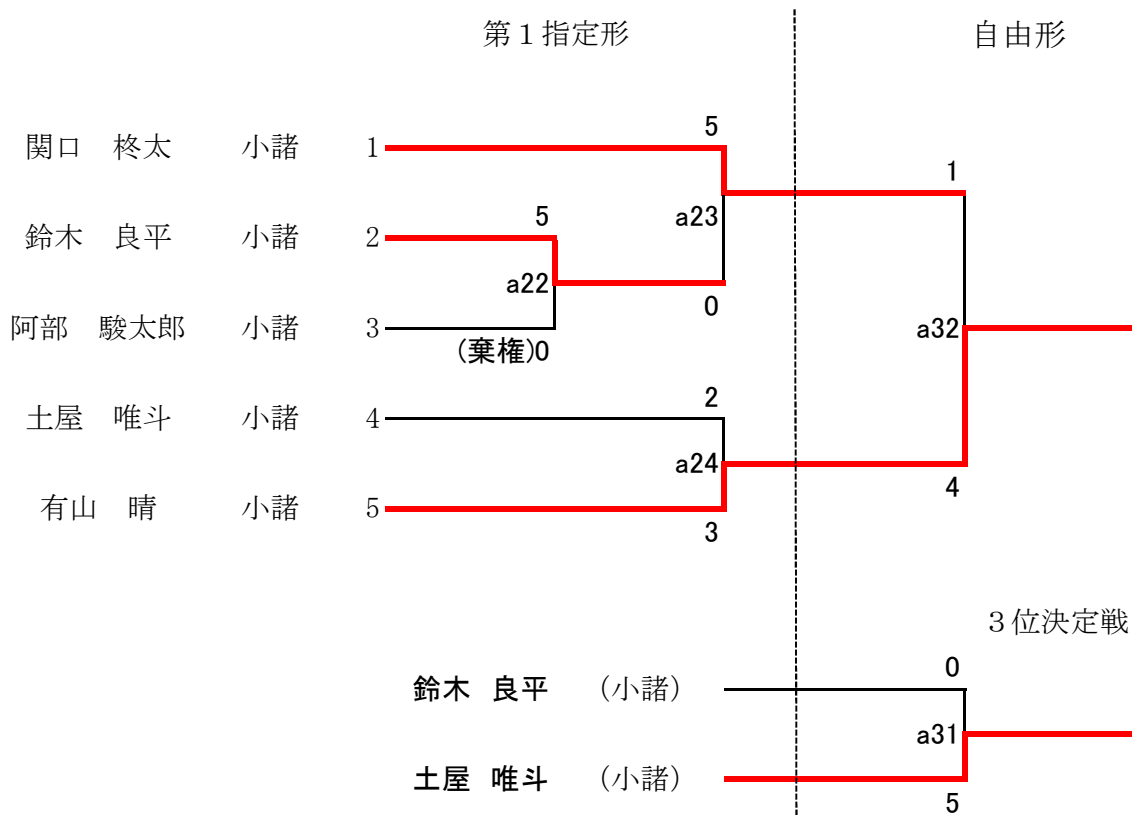 第１指定形
自由形
5
関口　柊太　小諸　1
1
5
a23
鈴木　良平　小諸　2
a22
0
阿部　駿太郎　小諸　3
a32
(棄権)0
2
土屋　唯斗　小諸　4
a24
4
有山　晴　小諸　5
3
３位決定戦
0
鈴木　良平　（小諸）
a31
土屋　唯斗　（小諸）
5